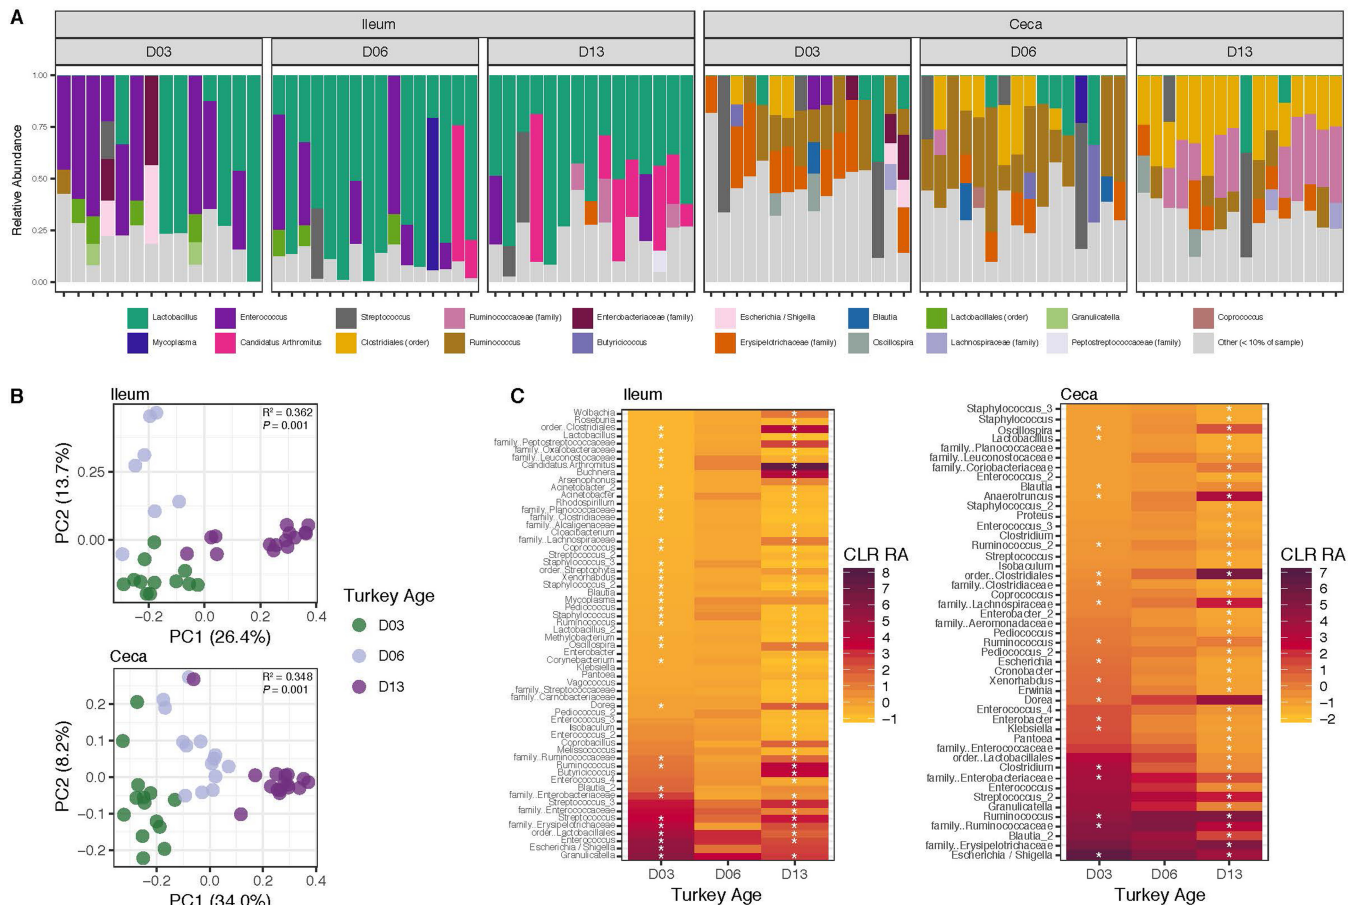 A
Ileum
Ceca
D03
D06
D13
D03
D06
D13
Relative Abundance
1.00
0.75
0.50
0.25
0.00
Lactobacillus
Enterococcus
Streptococcus
Ruminococcaceae (family)
Enterobacteriaceae (family)
Escherichia / Shigella
Blautia
Lactobacillales (order)
Granulicatella
Coprococcus
Mycoplasma
Candidatus Arthromitus
Clostridiales (order)
Ruminococcus
Butyricicoccus
Erysipelotrichaceae (family)
Oscillospira
Lachnospiraceae (family)
Peptostreptococcaceae (family)
Other (< 10% of sample)
B
Ileum
R² = 0.362
P = 0.001
PC2 (13.7%)
0.25
0.00
−0.2
0.0
0.2
0.4
PC1 (26.4%)
Ceca
R² = 0.348
P = 0.001
PC2 (8.2%)
0.2
0.1
0.0
−0.1
−0.2
−0.2
0.0
0.2
0.4
PC1 (34.0%)
Turkey Age
D03
D06
D13
C
Ileum
Wolbachia
Roseburia
order..Clostridiales
Lactobacillus
family..Peptostreptococcaceae
family..Oxalobacteraceae
family..Leuconostocaceae
Candidatus.Arthromitus
Buchnera
Arsenophonus
Acinetobacter_2
Acinetobacter
Rhodospirillum
family..Planococcaceae
family..Clostridiaceae
family..Alcaligenaceae
Cloacibacterium
family..Lachnospiraceae
Coprococcus
Streptococcus_2
Staphylococcus_3
order..Streptophyta
Xenorhabdus
Staphylococcus_2
Blautia
Mycoplasma
Pediococcus
Staphylococcus
Ruminococcus
Lactobacillus_2
Methylobacterium
Oscillospira
Enterobacter
Corynebacterium
Klebsiella
Pantoea
Vagococcus
family..Streptococcaceae
family..Carnobacteriaceae
Dorea
Pediococcus_2
Enterococcus_3
Isobaculum
Enterococcus_2
Coprobacillus
Melissococcus
family..Ruminococcaceae
Ruminococcus
Butyricicoccus
Enterococcus_4
Blautia_2
family..Enterobacteriaceae
Streptococcus_3
family..Enterococcaceae
Streptococcus
family..Erysipelotrichaceae
order..Lactobacillales
Enterococcus
Escherichia / Shigella
Granulicatella
D03
D06
D13
Turkey Age
CLR RA
8
7
6
5
4
3
2
1
0
−1
Ceca
Staphylococcus_3
Staphylococcus
Oscillospira
Lactobacillus
family..Planococcaceae
family..Leuconostocaceae
family..Coriobacteriaceae
Enterococcus_2
Blautia
Anaerotruncus
Staphylococcus_2
Proteus
Enterococcus_3
Clostridium
Ruminococcus_2
Streptococcus
Isobaculum
order..Clostridiales
family..Clostridiaceae
Coprococcus
family..Lachnospiraceae
Enterobacter_2
family..Aeromonadaceae
Pediococcus
Ruminococcus
Pediococcus_2
Escherichia
Cronobacter
Xenorhabdus
Erwinia
Dorea
Enterococcus_4
Enterobacter
Klebsiella
Pantoea
family..Enterococcaceae
order..Lactobacillales
Clostridium
family..Enterobacteriaceae
Enterococcus
Streptococcus_2
Granulicatella
Ruminococcus
family..Ruminococcaceae
Blautia_2
family..Erysipelotrichaceae
Escherichia / Shigella
D03
D06
D13
Turkey Age
CLR RA
7
6
5
4
3
2
1
0
−1
−2